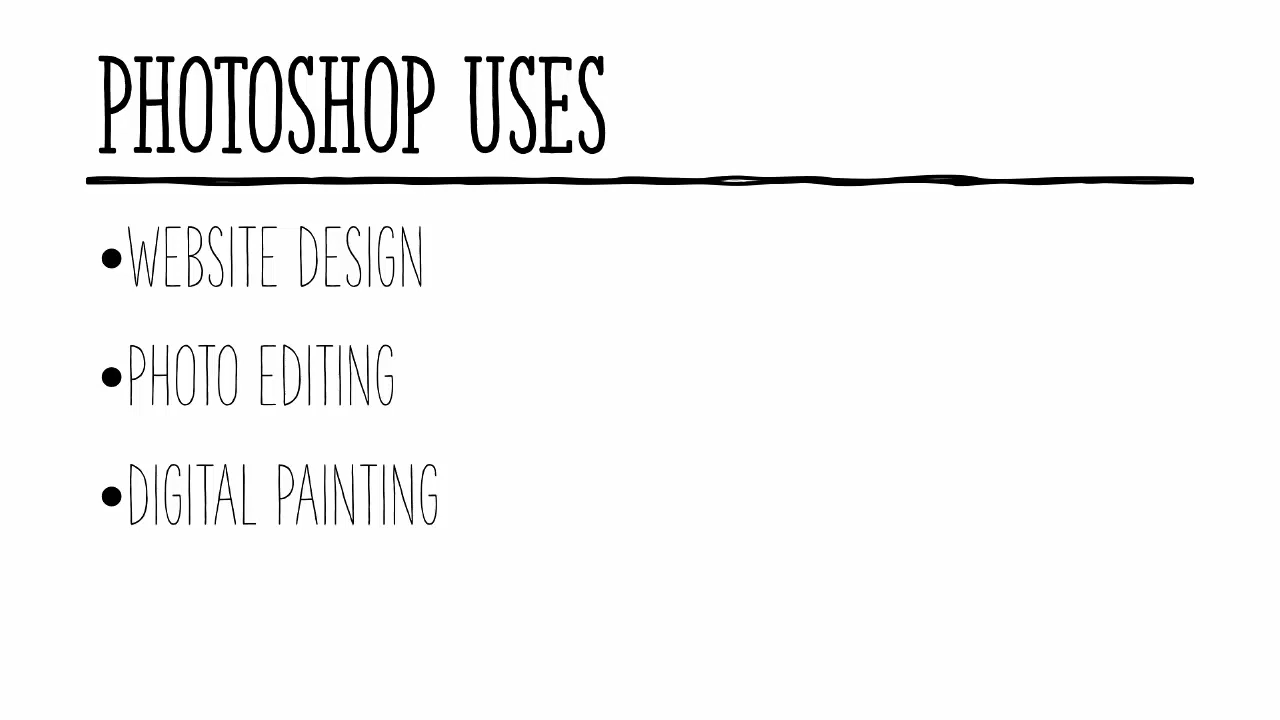 PHOTOSHOP USES
•WEBSITE DESIGN
•PHOTO EDITING
•DIGITAL PAINTING